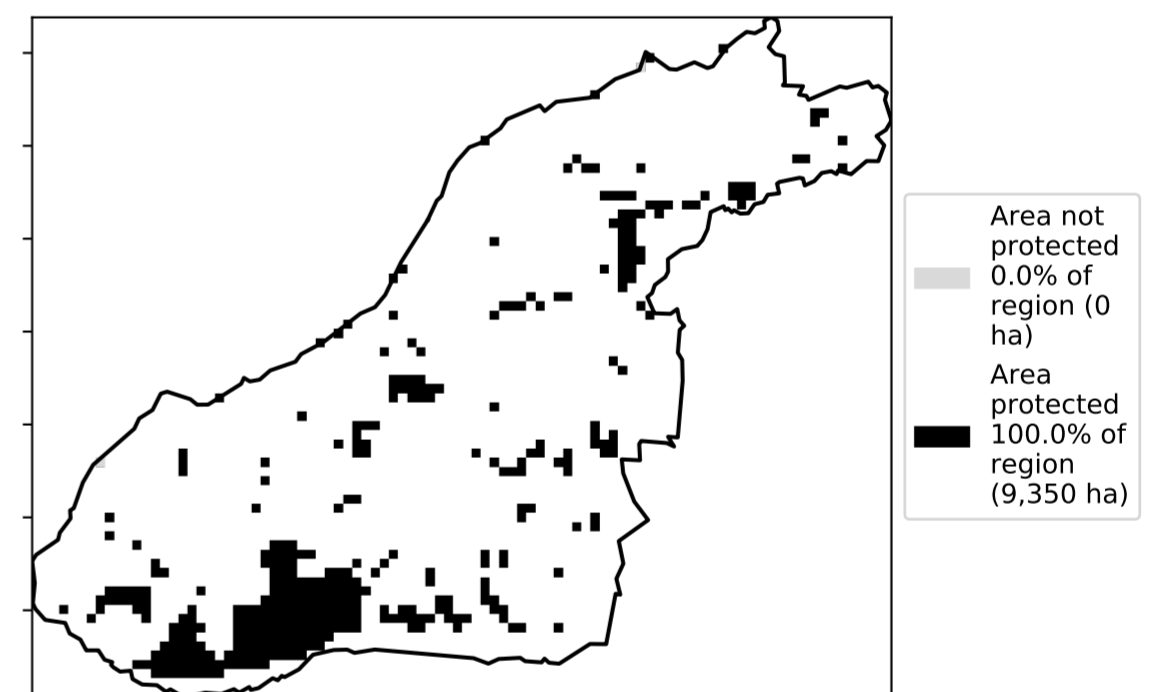 Area not
protected
0.0% of
region (0
ha)
Area
protected
100.0% of
region
(9,350 ha)